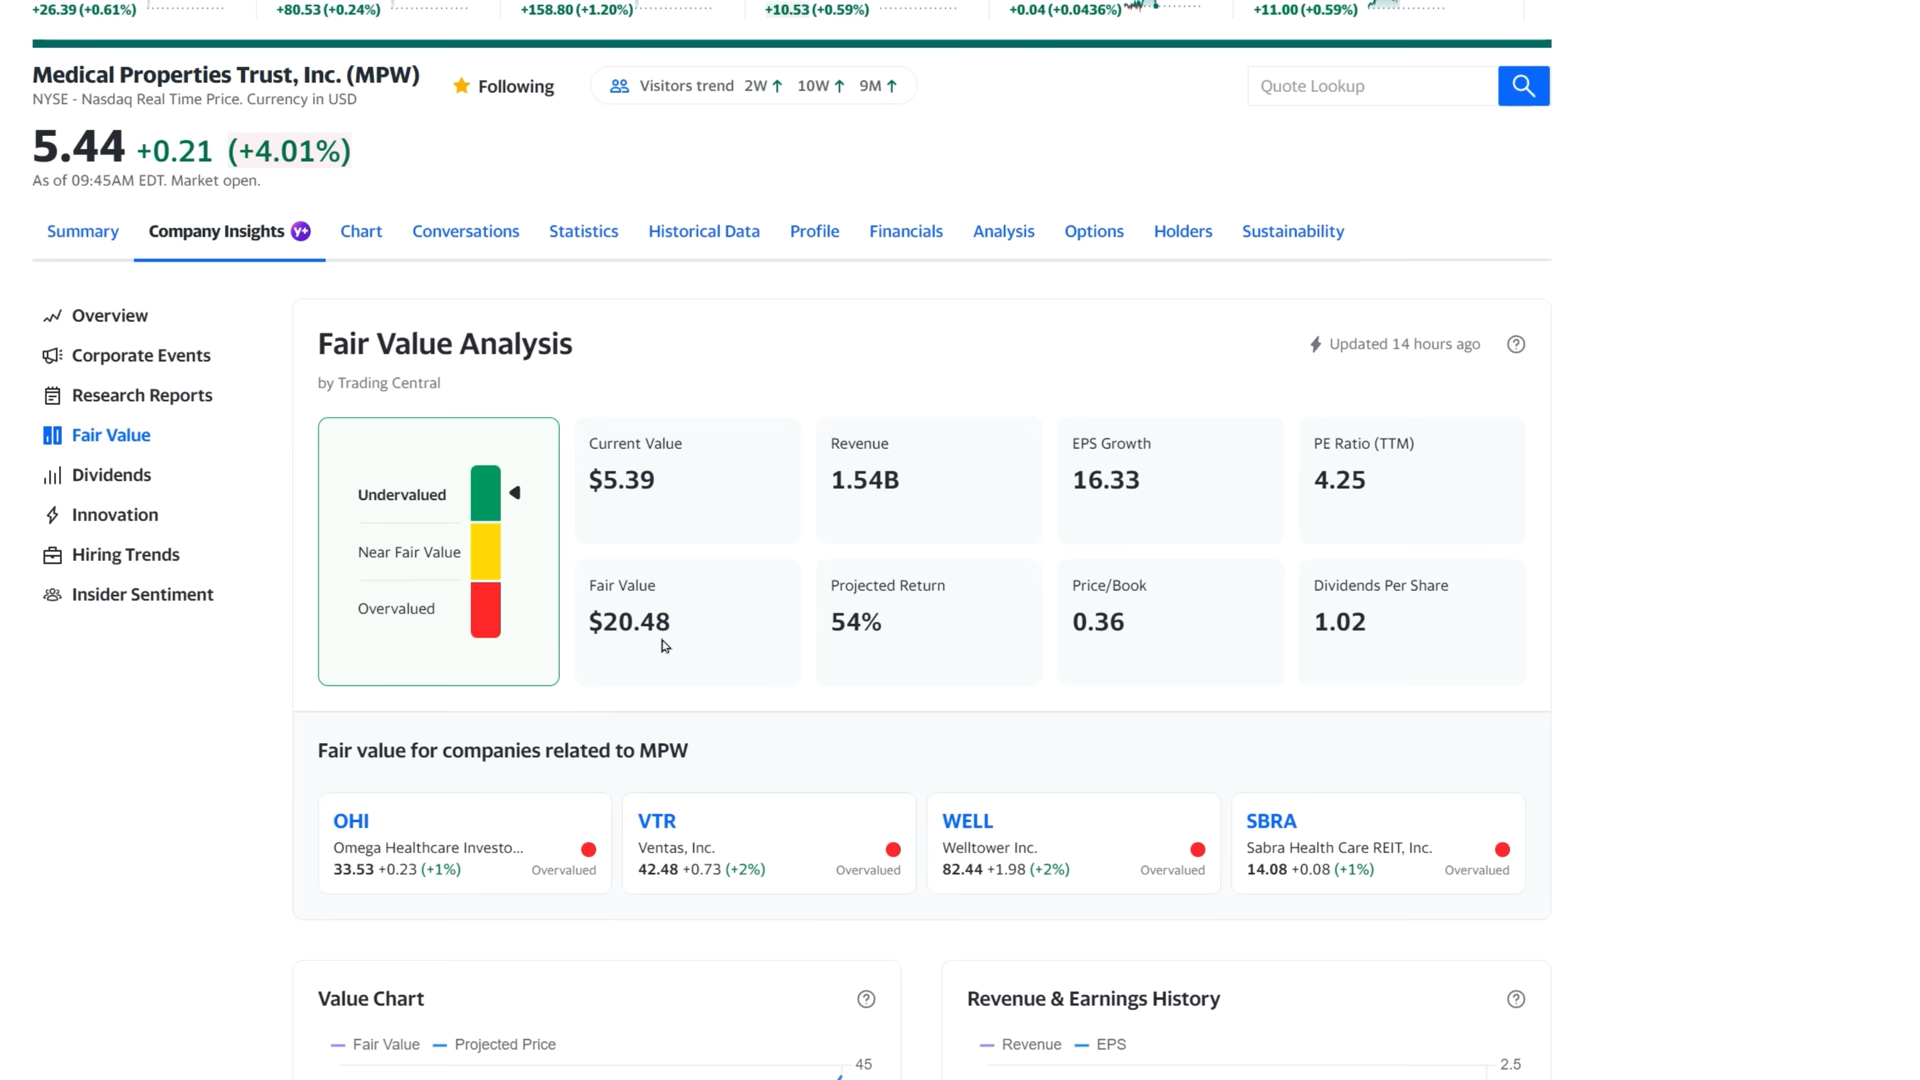 +26.39 (+0.61%) +80.53 (+0.24%) +158.80 (+1.20%) +10.53 (+0.59%) +0.04 (+0.0436%) +11.00 (+0.59%)
Medical Properties Trust, Inc. (MPW)
NYSE - Nasdaq Real Time Price. Currency in USD
Following
Visitors trend 2W ↑ 10W ↑ 9M ↑
Quote Lookup
5.44 +0.21 (+4.01%)
As of 09:45AM EDT. Market open.
Summary Company Insights Y+ Chart Conversations Statistics Historical Data Profile Financials Analysis Options Holders Sustainability
Overview
Corporate Events
Research Reports
Fair Value
Dividends
Innovation
Hiring Trends
Insider Sentiment
Fair Value Analysis
Updated 14 hours ago
by Trading Central
Undervalued
Near Fair Value
Overvalued
Current Value
$5.39
Revenue
1.54B
EPS Growth
16.33
PE Ratio (TTM)
4.25
Fair Value
$20.48
Projected Return
54%
Price/Book
0.36
Dividends Per Share
1.02
Fair value for companies related to MPW
OHI
Omega Healthcare Investo...
33.53 +0.23 (+1%)
Overvalued
VTR
Ventas, Inc.
42.48 +0.73 (+2%)
Overvalued
WELL
Welltower Inc.
82.44 +1.98 (+2%)
Overvalued
SBRA
Sabra Health Care REIT, Inc.
14.08 +0.08 (+1%)
Overvalued
Value Chart
Fair Value Projected Price
45
Revenue & Earnings History
Revenue EPS
2.5